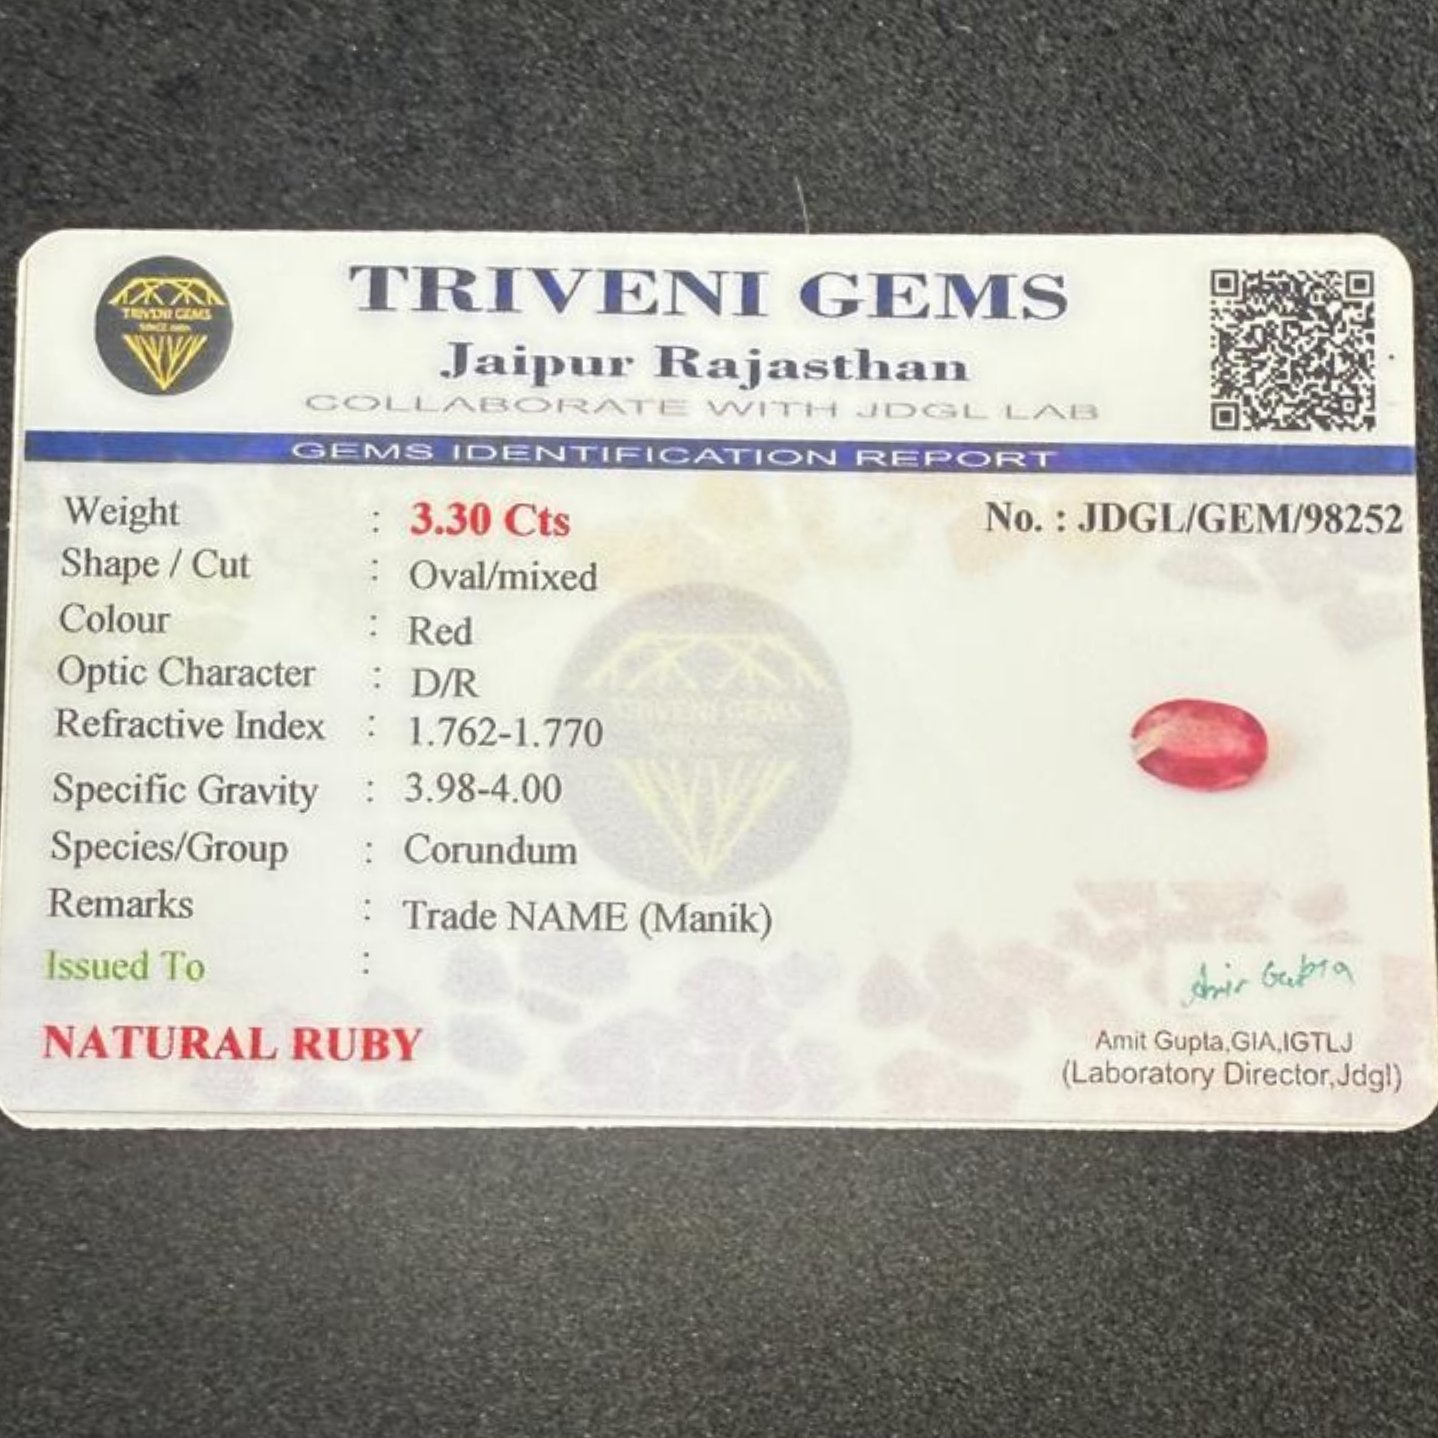 TRIVENI GEMS
TRIVENI GEMS
Jaipur Rajasthan
COLLABORATE WITH JDGL LAB
GEMS IDENTIFICATION REPORT
Weight : 3.30 Cts
No. : JDGL/GEM/98252
Shape / Cut : Oval/mixed
Colour : Red
Optic Character : D/R
Refractive Index : 1.762-1.770
Specific Gravity : 3.98-4.00
Species/Group : Corundum
Remarks : Trade NAME (Manik)
Issued To :
NATURAL RUBY
Amit Gupta,GIA,IGTLJ
(Laboratory Director,Jdgl)